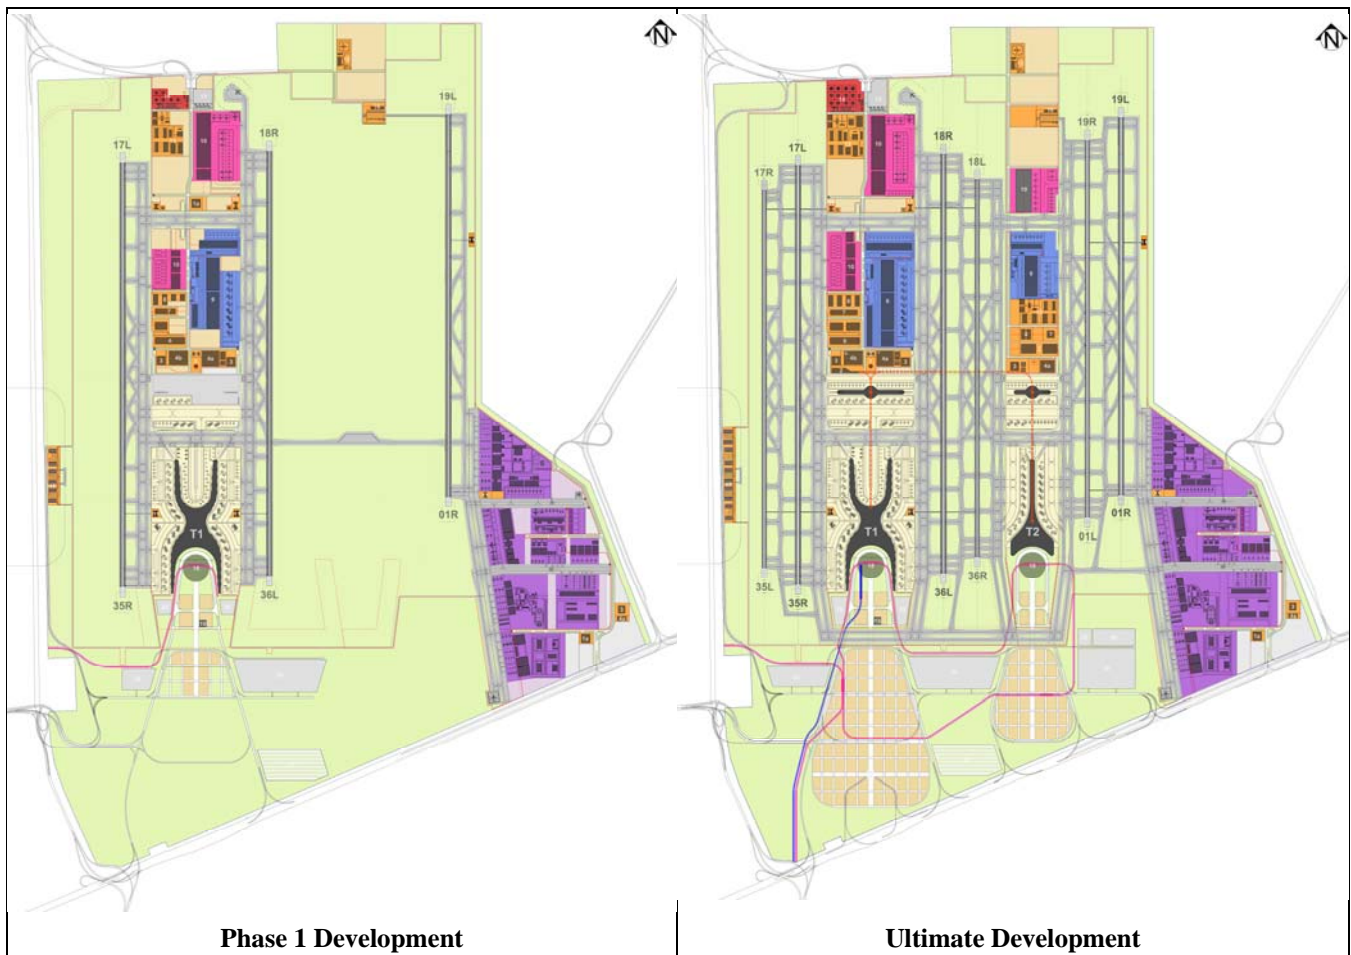 N
19L
18R
17L
T1
01R
35R
36L
Phase 1 Development
N
19L
19R
18R
17L
18L
17R
T1
T2
01R
01L
35L
36R
35R
36L
Ultimate Development